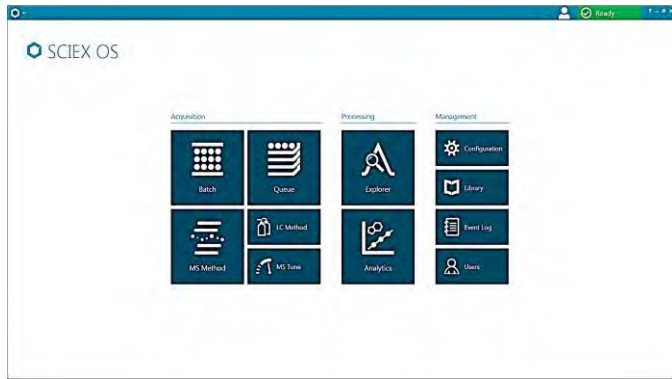 Ready
SCIEX OS
Acquisition
Processing
Management
Batch
Queue
Explorer
Configuration
Library
MS Method
LC Method
MS Tune
Analytics
Event Log
Users